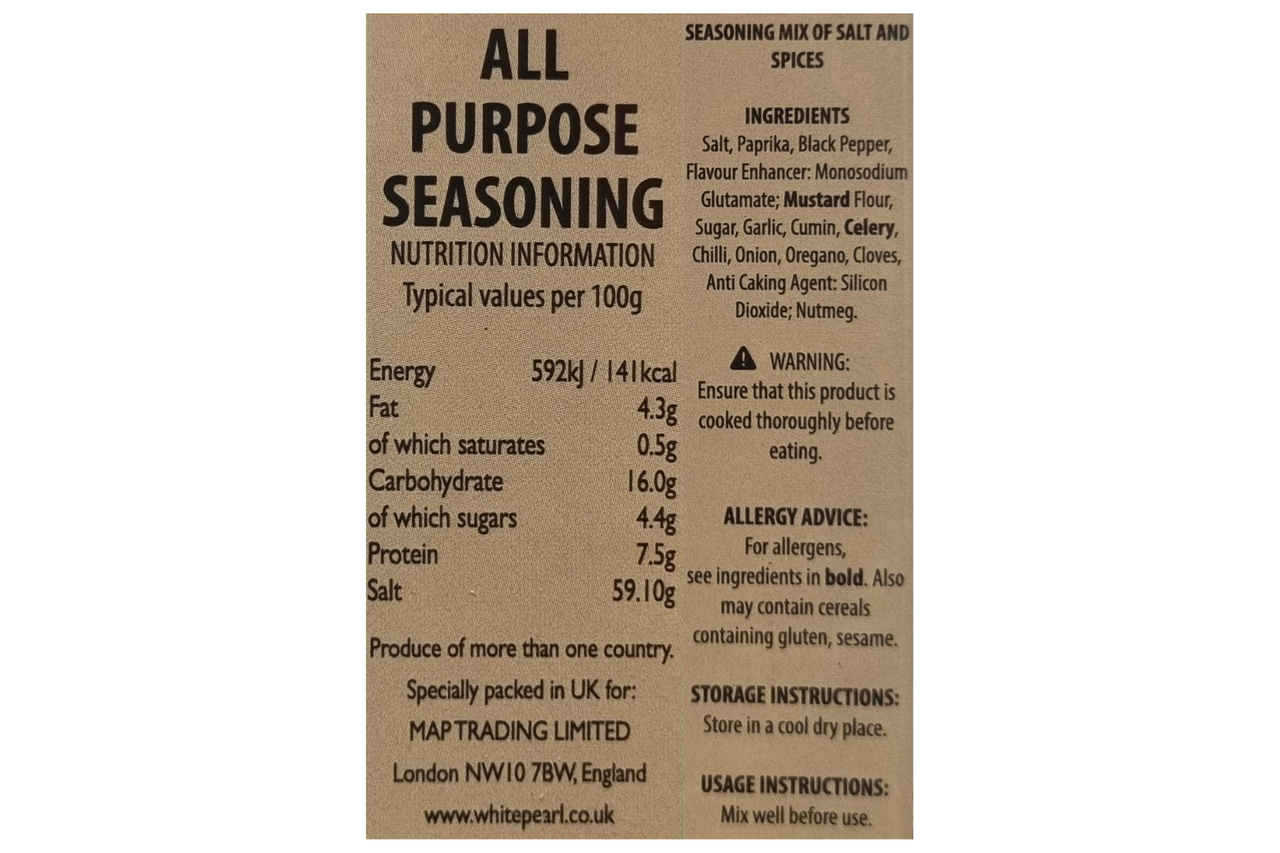 ALL
PURPOSE
SEASONING
NUTRITION INFORMATION
Typical values per 100g
Energy 592kJ / 141kcal
Fat 4.3g
of which saturates 0.5g
Carbohydrate 16.0g
of which sugars 4.4g
Protein 7.5g
Salt 59.10g
Produce of more than one country.
Specially packed in UK for:
MAP TRADING LIMITED
London NW10 7BW, England
www.whitepearl.co.uk
SEASONING MIX OF SALT AND
SPICES
INGREDIENTS
Salt, Paprika, Black Pepper,
Flavour Enhancer: Monosodium
Glutamate; Mustard Flour,
Sugar, Garlic, Cumin, Celery,
Chilli, Onion, Oregano, Cloves,
Anti Caking Agent: Silicon
Dioxide; Nutmeg.
WARNING:
Ensure that this product is
cooked thoroughly before
eating.
ALLERGY ADVICE:
For allergens,
see ingredients in bold. Also
may contain cereals
containing gluten, sesame.
STORAGE INSTRUCTIONS:
Store in a cool dry place.
USAGE INSTRUCTIONS:
Mix well before use.